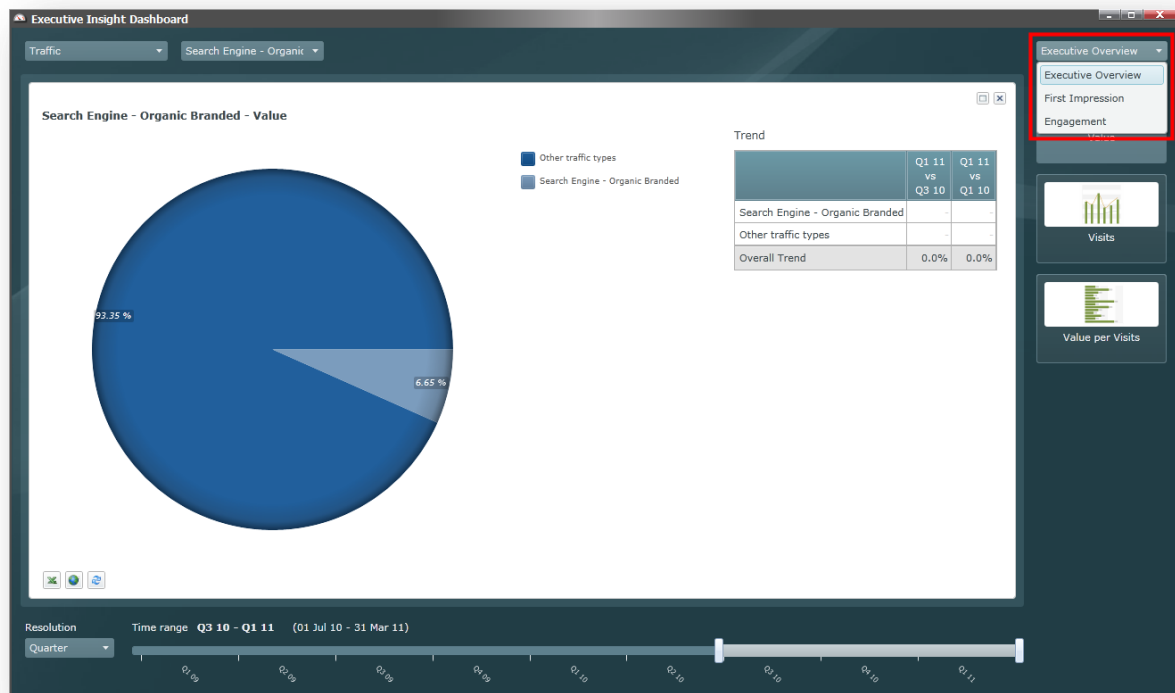 Executive Insight Dashboard
Traffic
Search Engine - Organic
Executive Overview
Executive Overview
First Impression
Engagement
Value
Search Engine - Organic Branded - Value
Other traffic types
Search Engine - Organic Branded
93.35 %
6.65 %
Trend
Q1 11 vs Q3 10
Q1 11 vs Q1 10
Search Engine - Organic Branded - -
Other traffic types - -
Overall Trend 0.0% 0.0%
Visits
Value per Visits
Resolution
Quarter
Time range Q3 10 - Q1 11 (01 Jul 10 - 31 Mar 11)
Q1 09 Q2 09 Q3 09 Q4 09 Q1 10 Q2 10 Q3 10 Q4 10 Q1 11